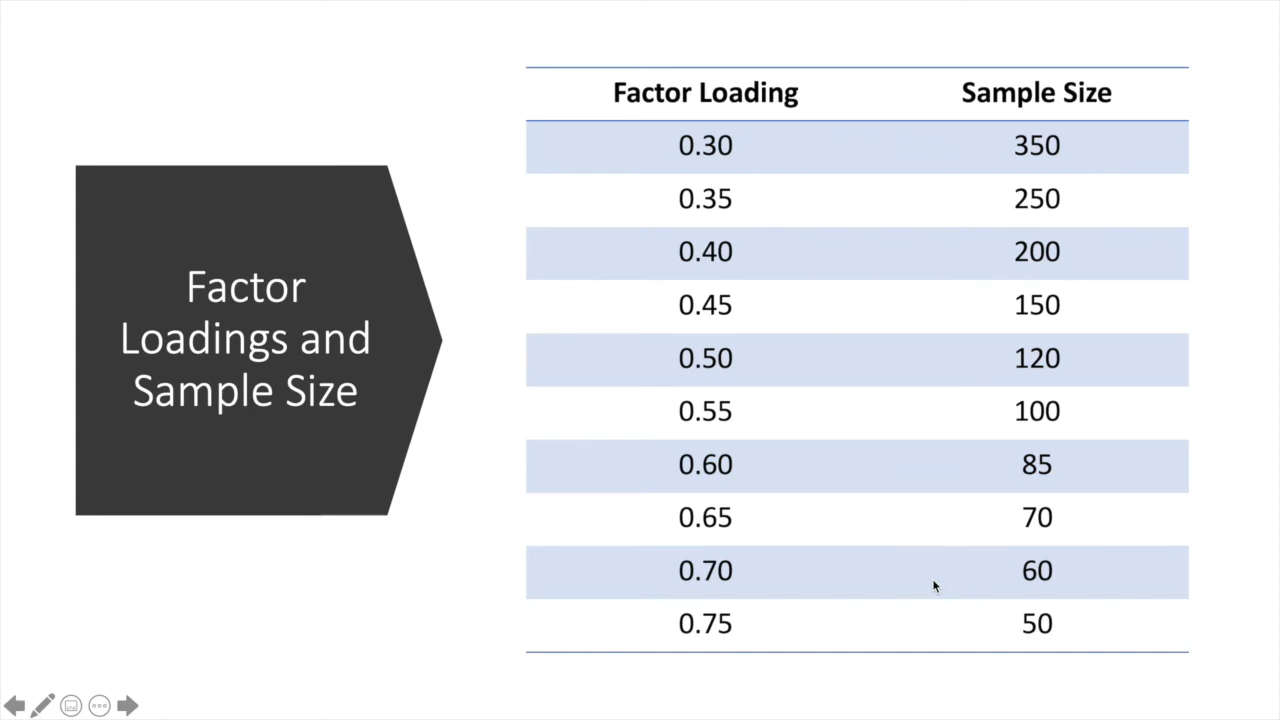 Factor
Loadings and
Sample Size
Factor Loading Sample Size
0.30 350
0.35 250
0.40 200
0.45 150
0.50 120
0.55 100
0.60 85
0.65 70
0.70 60
0.75 50